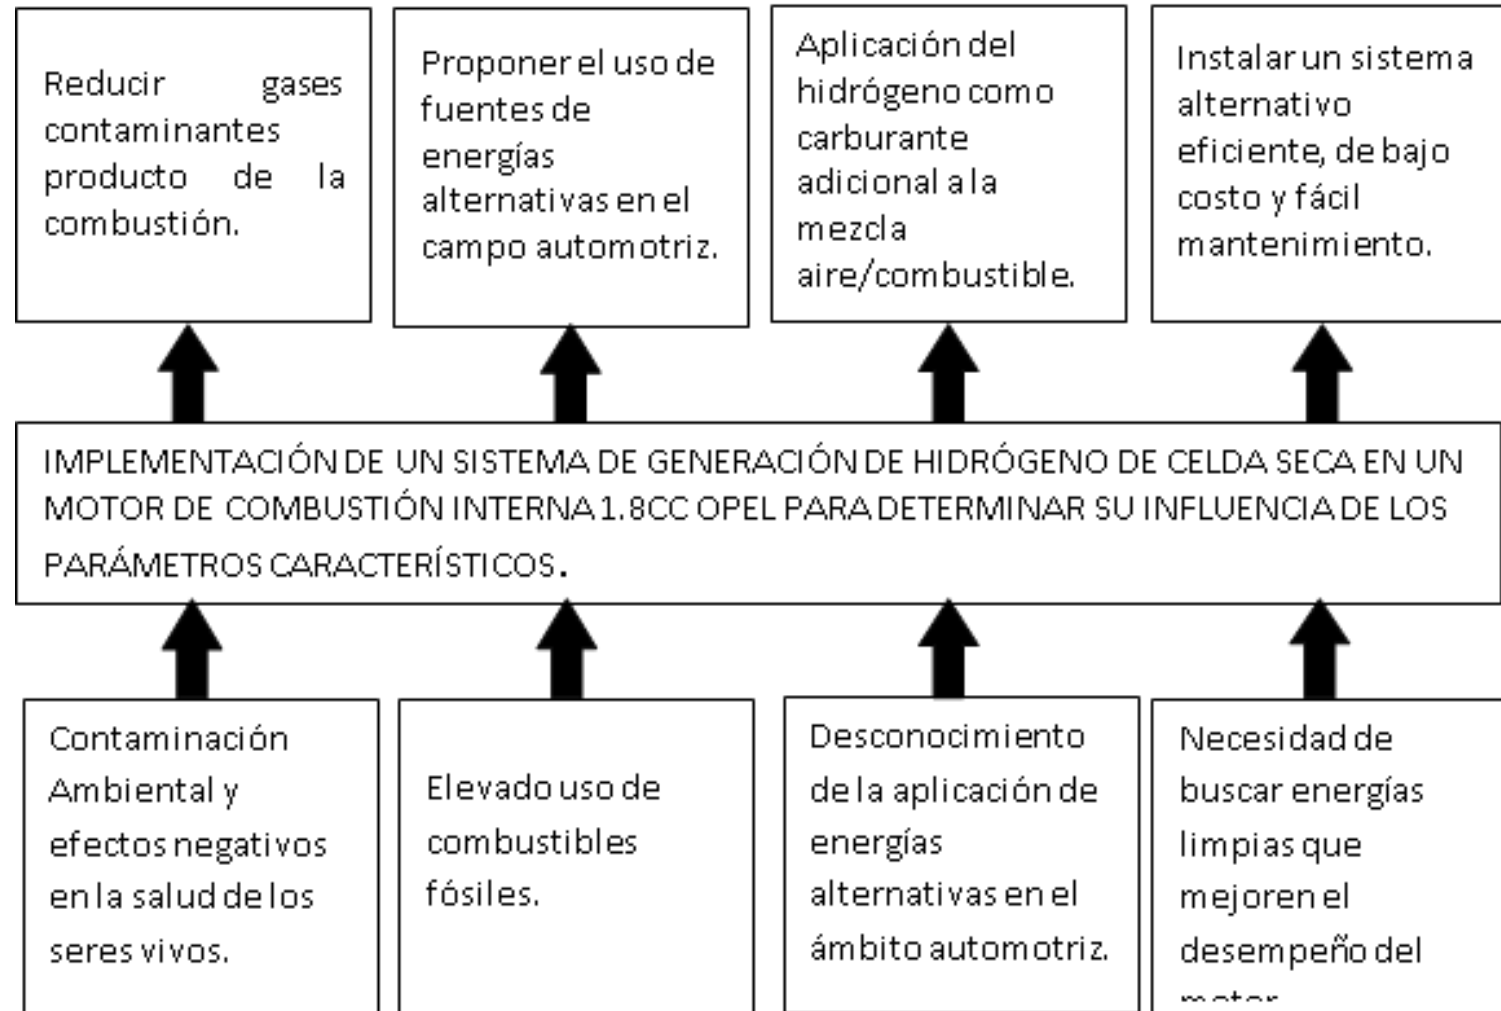 Reducir gases
contaminantes
producto de la
combustión.
Proponer el uso de
fuentes de
energías
alternativas en el
campo automotriz.
Aplicación del
hidrógeno como
carburante
adicional a la
mezcla
aire/combustible.
Instalar un sistema
alternativo
eficiente, de bajo
costo y fácil
mantenimiento.
IMPLEMENTACIÓN DE UN SISTEMA DE GENERACIÓN DE HIDRÓGENO DE CELDA SECA EN UN
MOTOR DE COMBUSTIÓN INTERNA 1.8CC OPEL PARA DETERMINAR SU INFLUENCIA DE LOS
PARÁMETROS CARACTERÍSTICOS.
Contaminación
Ambiental y
efectos negativos
en la salud de los
seres vivos.
Elevado uso de
combustibles
fósiles.
Desconocimiento
de la aplicación de
energías
alternativas en el
ámbito automotriz.
Necesidad de
buscar energías
limpias que
mejoren el
desempeño del
motor